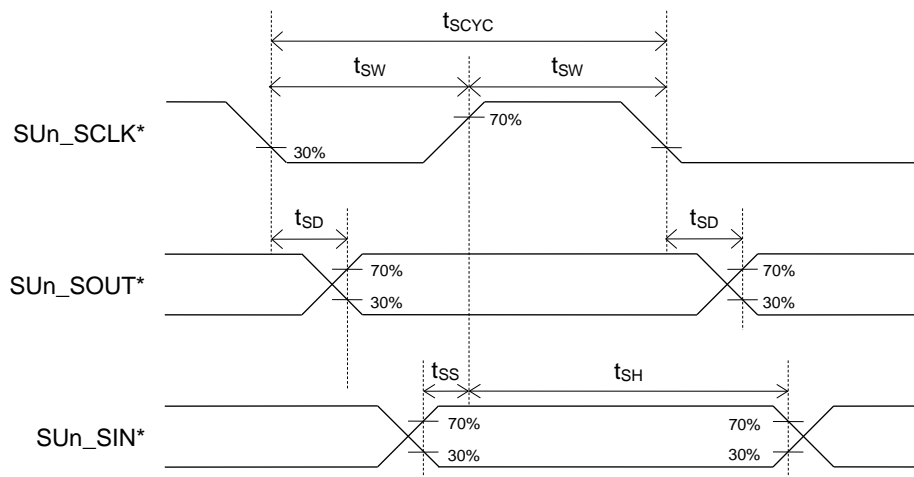 tSCYC
tSW tSW
SUn_SCLK* 30% 70%
tSD tSD
SUn_SOUT* 70% 30% 70% 30%
tSS tSH
SUn_SIN* 70% 30% 70% 30%